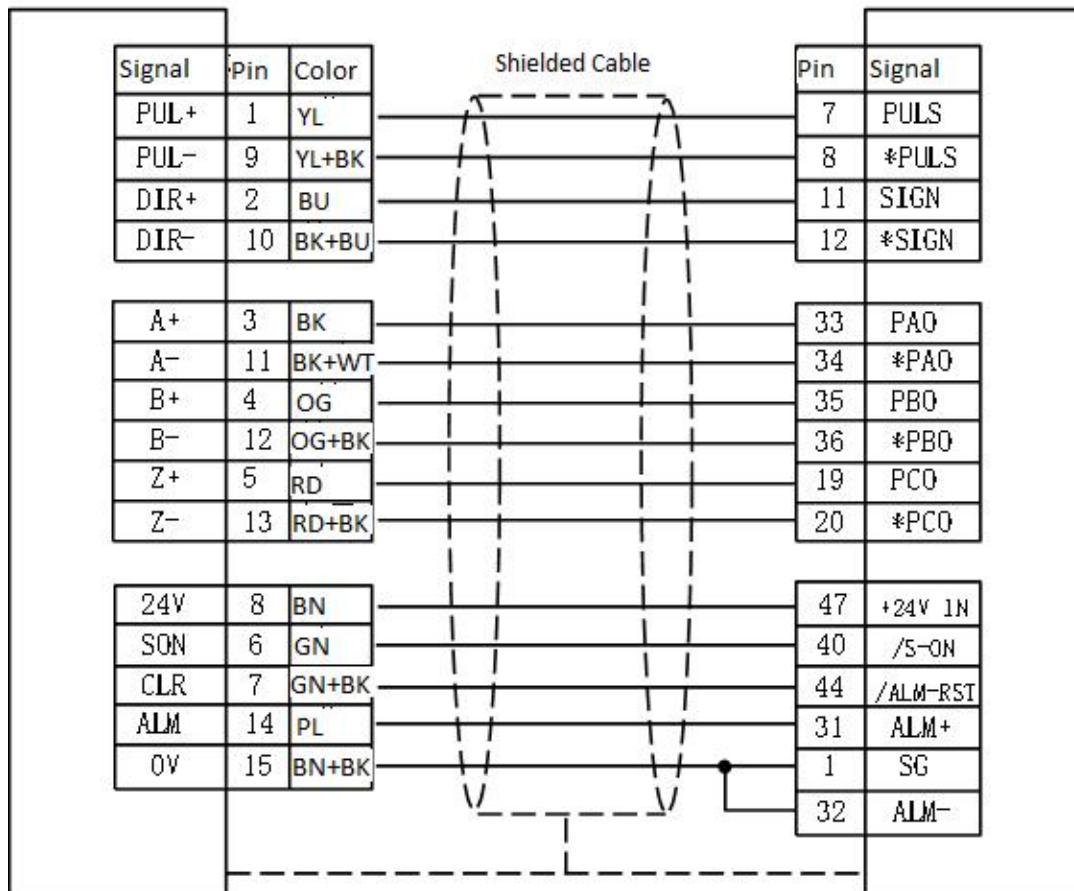 Shielded Cable
Signal Pin Color Pin Signal
PUL+ 1 YL 7 PULS
PUL- 9 YL+BK 8 *PULS
DIR+ 2 BU 11 SIGN
DIR- 10 BK+BU 12 *SIGN
A+ 3 BK 33 PAO
A- 11 BK+WT 34 *PAO
B+ 4 OG 35 PBO
B- 12 OG+BK 36 *PBO
Z+ 5 RD 19 PCO
Z- 13 RD+BK 20 *PCO
24V 8 BN 47 +24V IN
SON 6 GN 40 /S-ON
CLR 7 GN+BK 44 /ALM-RST
ALM 14 PL 31 ALM+
0V 15 BN+BK 1 SG
32 ALM-